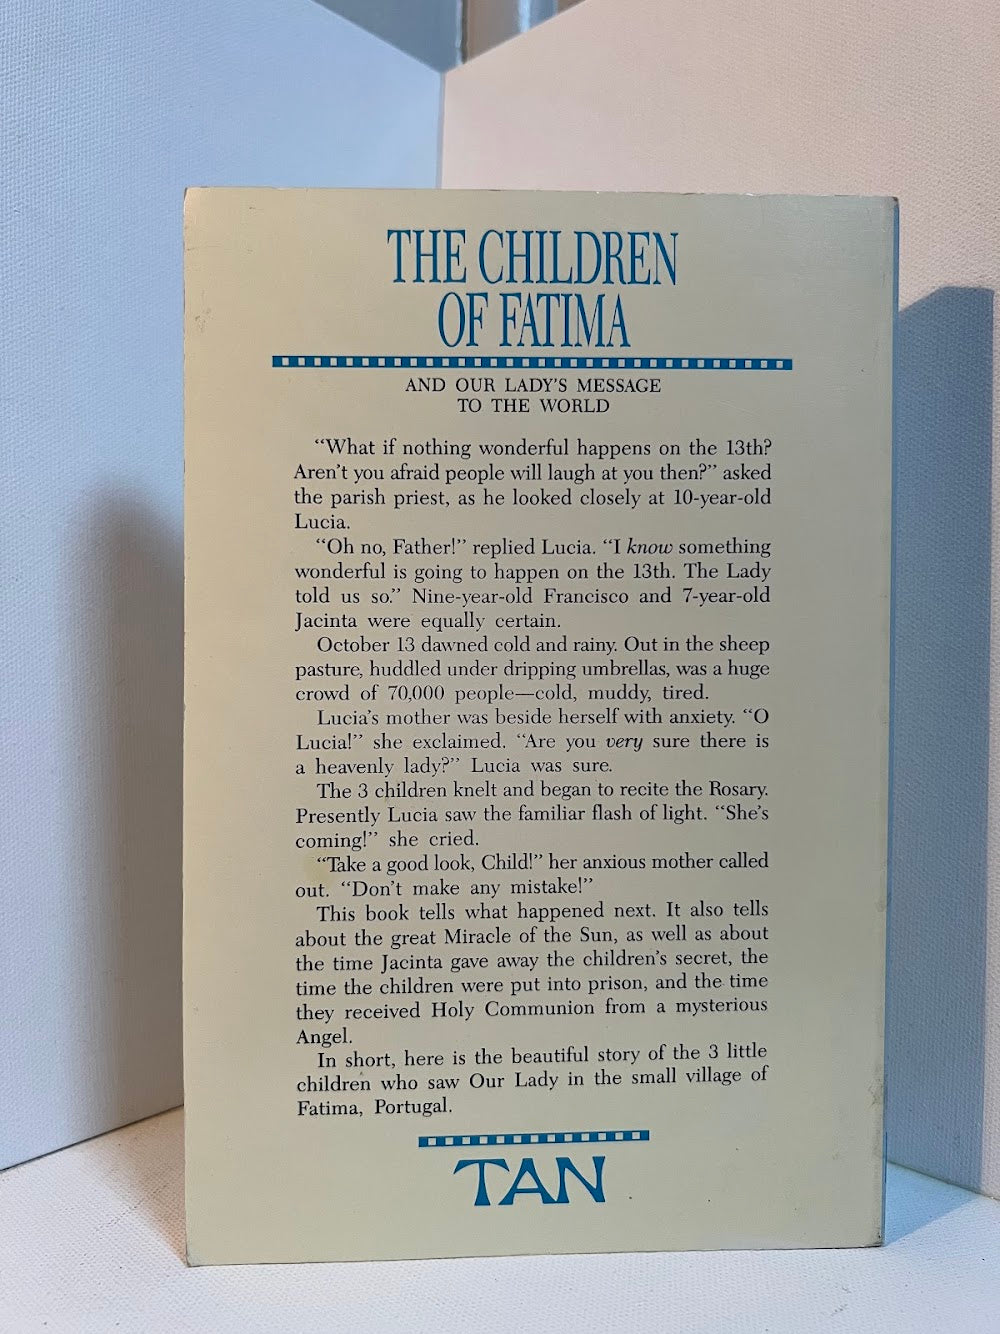 THE CHILDREN
OF FATIMA
AND OUR LADY'S MESSAGE
TO THE WORLD
"What if nothing wonderful happens on the 13th?
Aren't you afraid people will laugh at you then?" asked
the parish priest, as he looked closely at 10-year-old
Lucia.
"Oh no, Father!" replied Lucia. "I know something
wonderful is going to happen on the 13th. The Lady
told us so." Nine-year-old Francisco and 7-year-old
Jacinta were equally certain.
October 13 dawned cold and rainy. Out in the sheep
pasture, huddled under dripping umbrellas, was a huge
crowd of 70,000 people—cold, muddy, tired.
Lucia's mother was beside herself with anxiety. "O
Lucia!" she exclaimed. "Are you very sure there is
a heavenly lady?" Lucia was sure.
The 3 children knelt and began to recite the Rosary.
Presently Lucia saw the familiar flash of light. "She's
coming!" she cried.
"Take a good look, Child!" her anxious mother called
out. "Don't make any mistake!"
This book tells what happened next. It also tells
about the great Miracle of the Sun, as well as about
the time Jacinta gave away the children's secret, the
time the children were put into prison, and the time
they received Holy Communion from a mysterious
Angel.
In short, here is the beautiful story of the 3 little
children who saw Our Lady in the small village of
Fatima, Portugal.
TAN